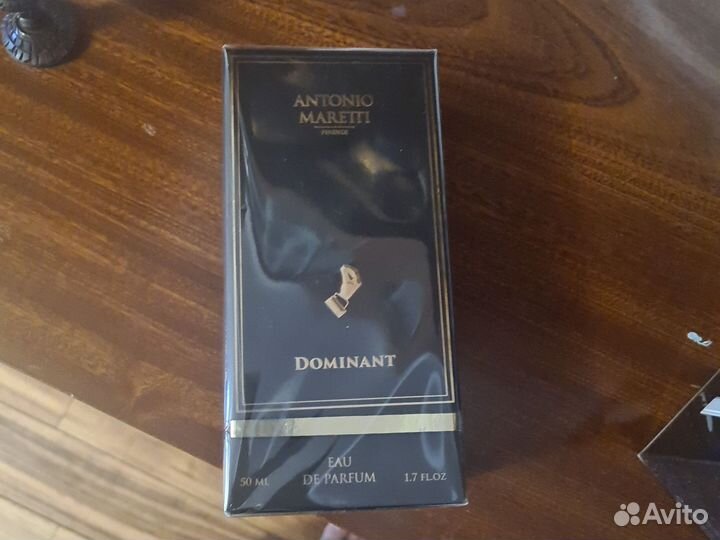 ANTONIO
MARETTI
FIRENZE
DOMINANT
EAU
DE PARFUM
50 ML
1.7 FL.OZ
Avito